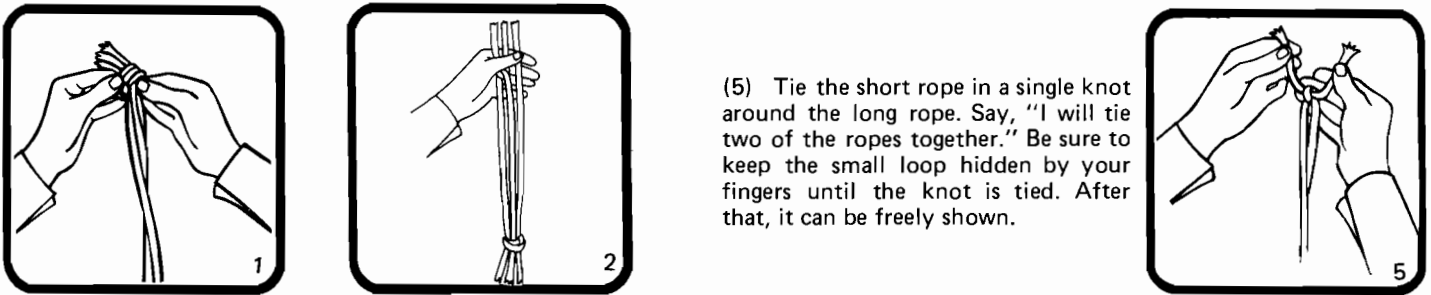 1
2
(5) Tie the short rope in a single knot
around the long rope. Say, "I will tie
two of the ropes together." Be sure to
keep the small loop hidden by your
fingers until the knot is tied. After
that, it can be freely shown.
5